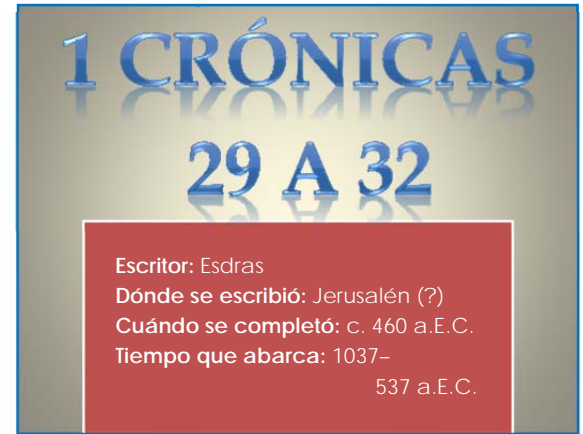 1 CRÓNICAS
29 A 32
Escritor: Esdras
Dónde se escribió: Jerusalén (?)
Cuándo se completó: c. 460 a.E.C.
Tiempo que abarca: 1037–
537 a.E.C.